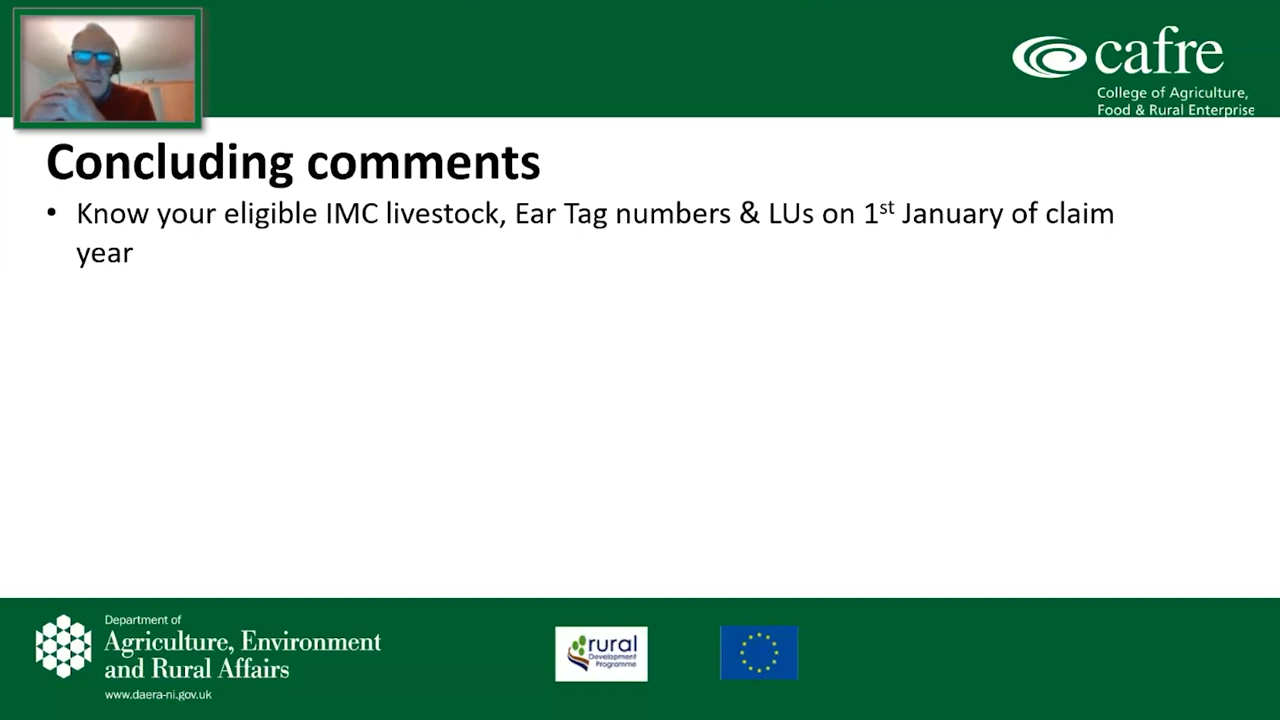 cafre
College of Agriculture,
Food & Rural Enterprise
Concluding comments
• Know your eligible IMC livestock, Ear Tag numbers & LUs on 1st January of claim
year
Department of
Agriculture, Environment
and Rural Affairs
www.daera-ni.gov.uk
rural
Development
Programme